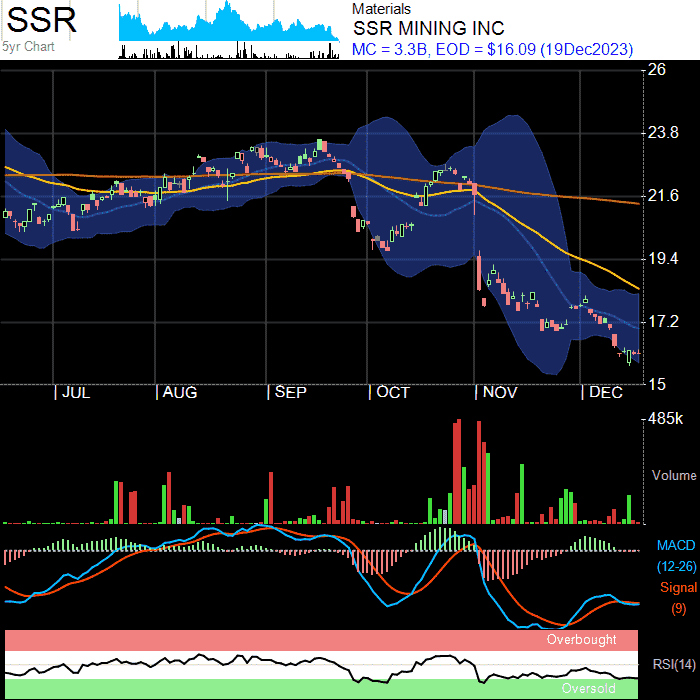 SSR
5yr Chart
Materials
SSR MINING INC
MC = 3.3B, EOD = $16.09 (19Dec2023)
26
23.8
21.6
19.4
17.2
15
JUL AUG SEP OCT NOV DEC
485k
Volume
MACD
(12-26)
Signal
(9)
Overbought
RSI(14)
Oversold